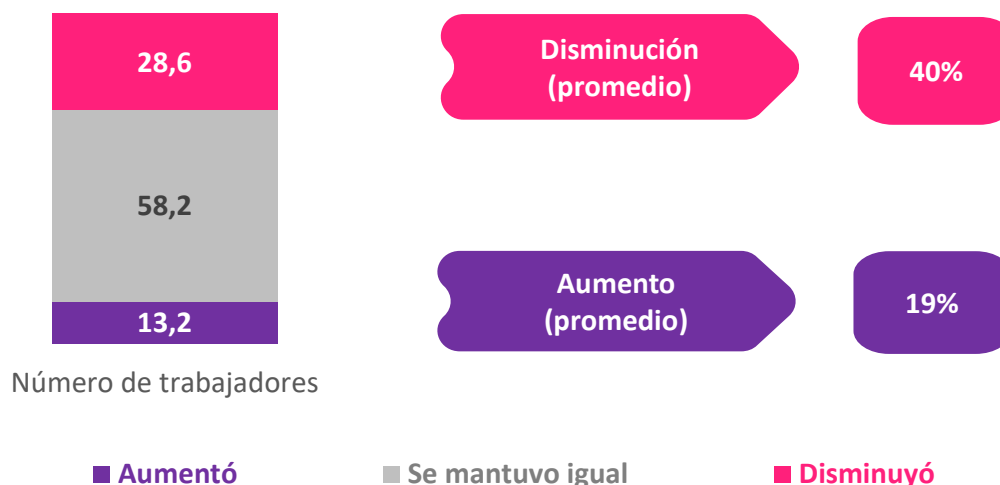 28,6
58,2
13,2
Número de trabajadores
Disminución
(promedio)
40%
Aumento
(promedio)
19%
Aumentó
Se mantuvo igual
Disminuyó